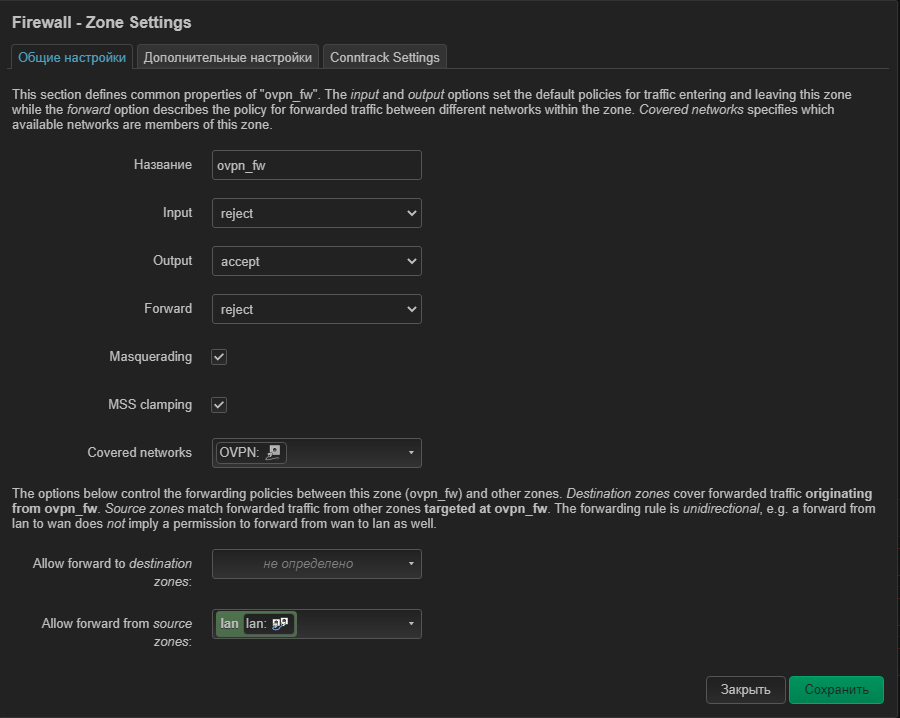 Firewall - Zone Settings
Общие настройки Дополнительные настройки Conntrack Settings
This section defines common properties of "ovpn_fw". The input and output options set the default policies for traffic entering and leaving this zone
while the forward option describes the policy for forwarded traffic between different networks within the zone. Covered networks specifies which
available networks are members of this zone.
Название ovpn_fw
Input reject
Output accept
Forward reject
Masquerading
MSS clamping
Covered networks OVPN:
The options below control the forwarding policies between this zone (ovpn_fw) and other zones. Destination zones cover forwarded traffic originating
from ovpn_fw. Source zones match forwarded traffic from other zones targeted at ovpn_fw. The forwarding rule is unidirectional, e.g. a forward from
lan to wan does not imply a permission to forward from wan to lan as well.
Allow forward to destination не определено
zones:
Allow forward from source lan lan:
zones:
Закрыть Сохранить